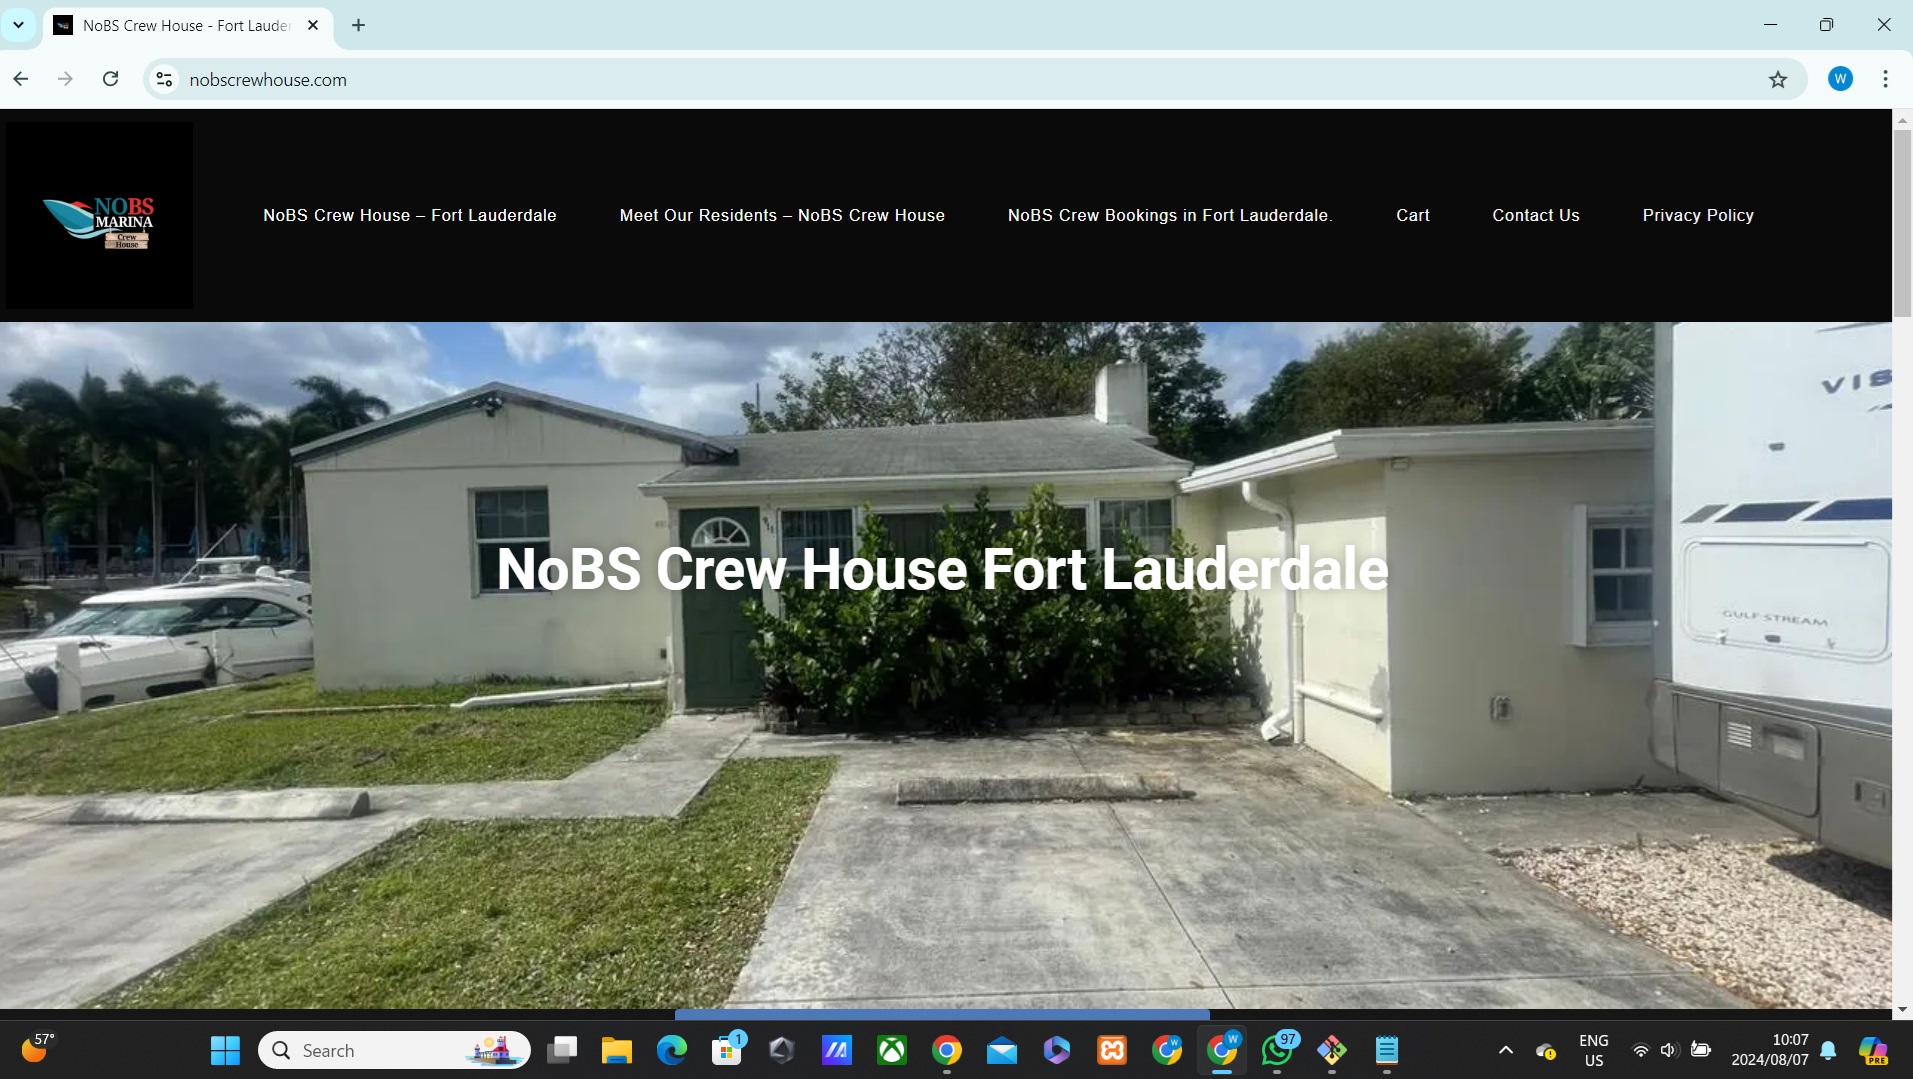 NoBS Crew House - Fort Lauder
nobscrewhouse.com
W
NOBS
MARINA
Crew
House
NoBS Crew House – Fort Lauderdale
Meet Our Residents – NoBS Crew House
NoBS Crew Bookings in Fort Lauderdale.
Cart
Contact Us
Privacy Policy
VIS
NoBS Crew House Fort Lauderdale
GULF STREAM
57°
Search
1
W
W
97
ENG
US
10:07
2024/08/07
PRE